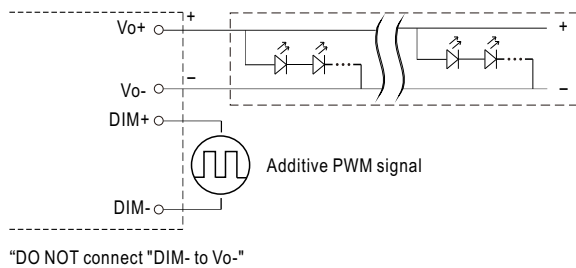 Vo+
+
+
Vo-
−
−
DIM+
Additive PWM signal
DIM-
“DO NOT connect "DIM- to Vo-"